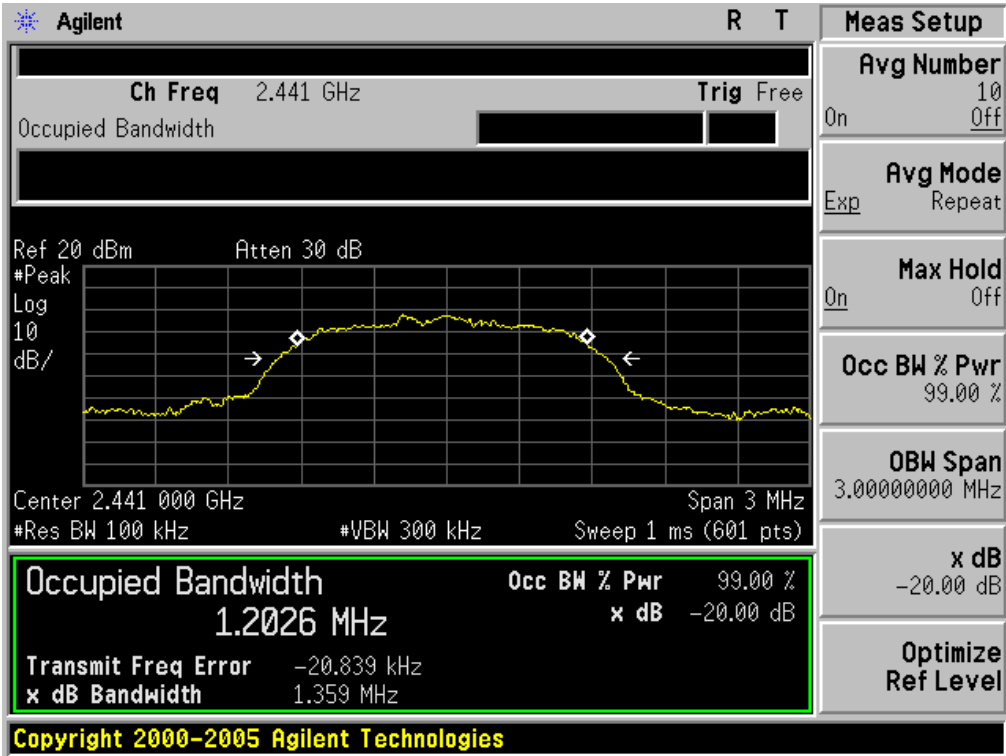 Agilent R T
Ch Freq 2.441 GHz Trig Free
Occupied Bandwidth
Ref 20 dBm Atten 30 dB
#Peak
Log
10
dB/
Center 2.441 000 GHz Span 3 MHz
#Res BW 100 kHz #VBW 300 kHz Sweep 1 ms (601 pts)
Occupied Bandwidth
1.2026 MHz
Occ BW % Pwr 99.00 %
x dB -20.00 dB
Transmit Freq Error -20.839 kHz
x dB Bandwidth 1.359 MHz
Copyright 2000-2005 Agilent Technologies
Meas Setup
Avg Number
10
On Off
Avg Mode
Exp Repeat
Max Hold
On Off
Occ BW % Pwr
99.00 %
OBW Span
3.00000000 MHz
x dB
-20.00 dB
Optimize
Ref Level